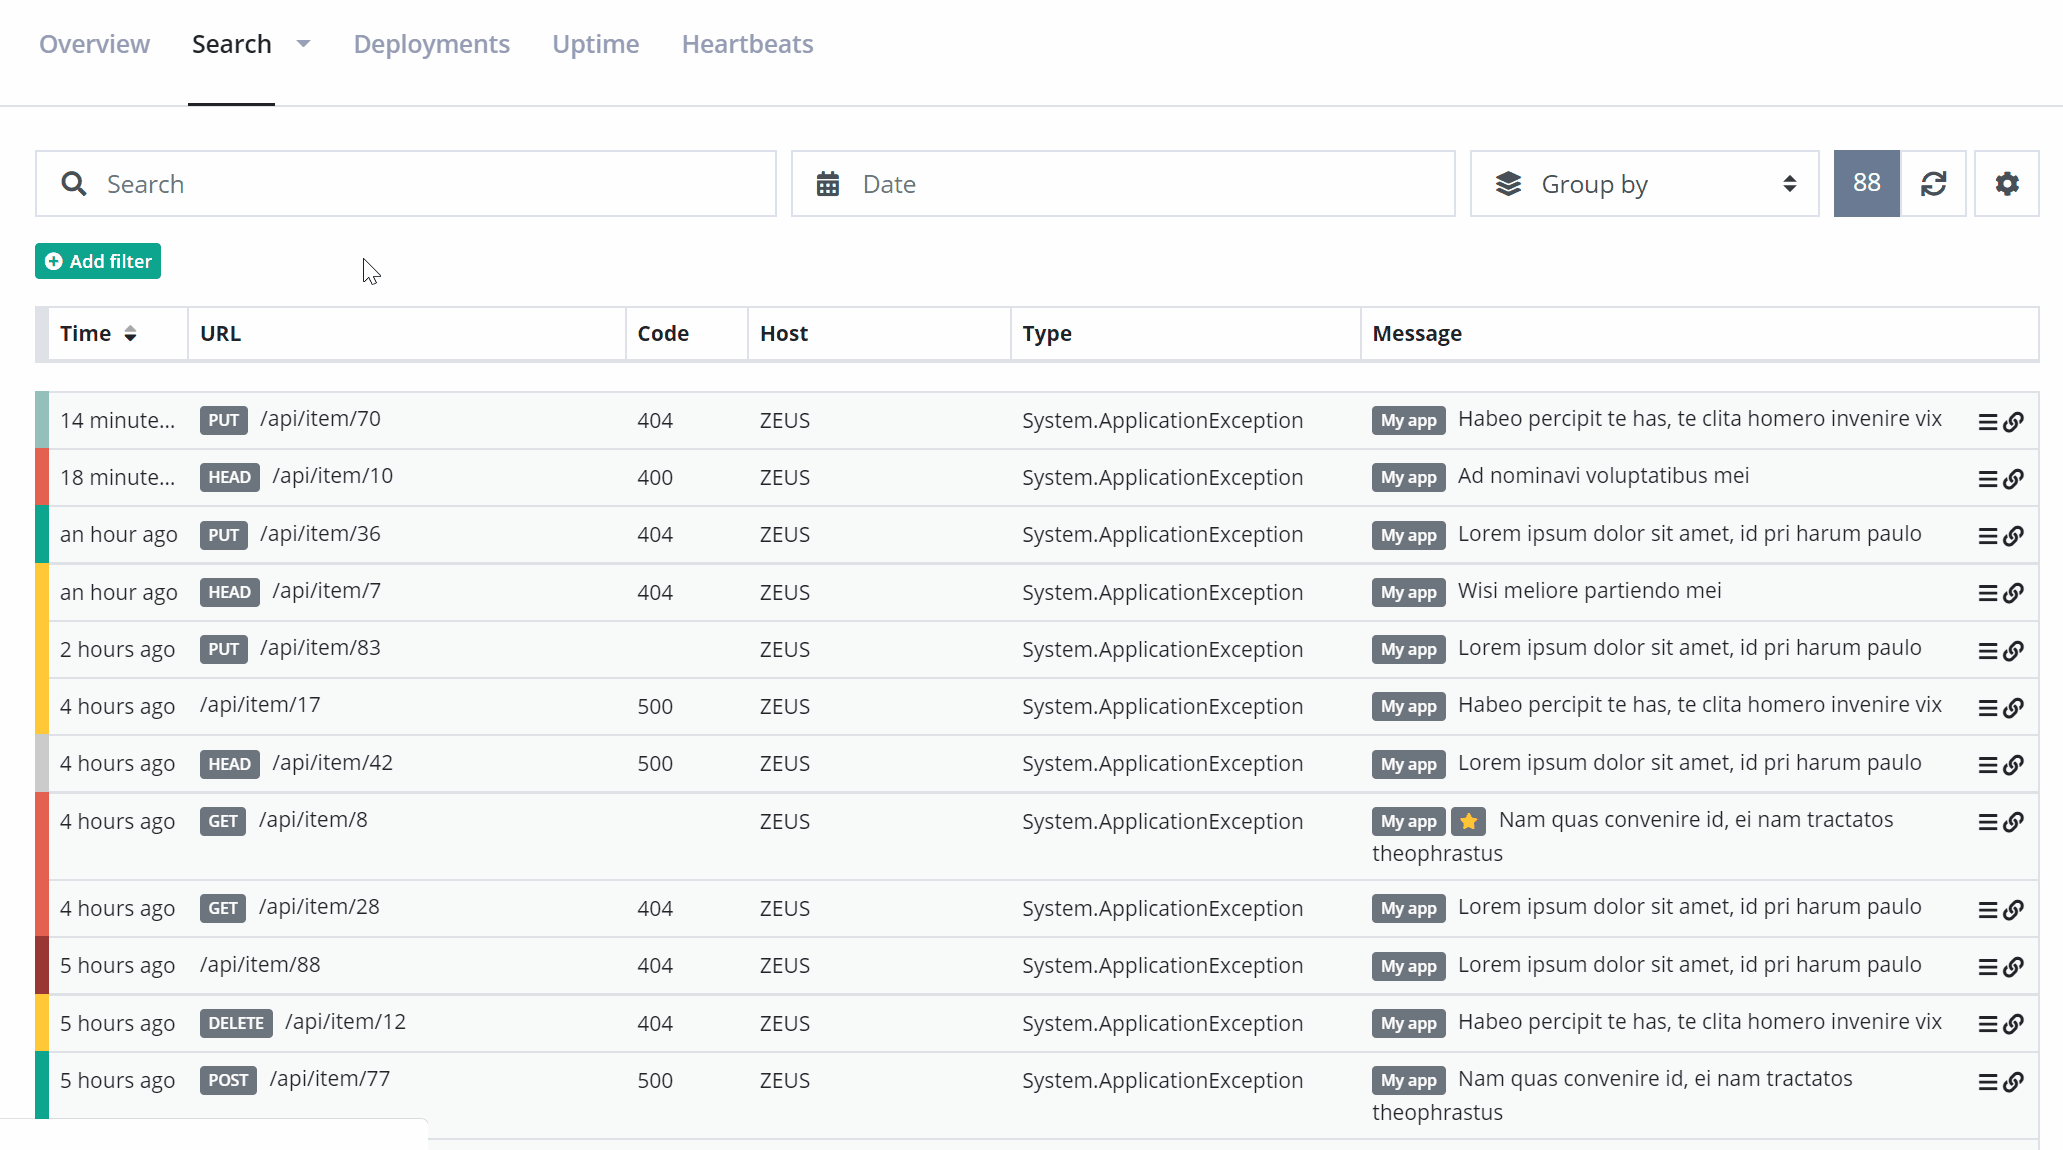 Overview Search Deployments Uptime Heartbeats
Search Date Group by 88
Add filter
Time URL Code Host Type Message
14 minute... PUT /api/item/70 404 ZEUS System.ApplicationException My app Habeo percipit te has, te clita homero invenire vix
18 minute... HEAD /api/item/10 400 ZEUS System.ApplicationException My app Ad nominavi voluptatibus mei
an hour ago PUT /api/item/36 404 ZEUS System.ApplicationException My app Lorem ipsum dolor sit amet, id pri harum paulo
an hour ago HEAD /api/item/7 404 ZEUS System.ApplicationException My app Wisi meliore partiendo mei
2 hours ago PUT /api/item/83 ZEUS System.ApplicationException My app Lorem ipsum dolor sit amet, id pri harum paulo
4 hours ago /api/item/17 500 ZEUS System.ApplicationException My app Habeo percipit te has, te clita homero invenire vix
4 hours ago HEAD /api/item/42 500 ZEUS System.ApplicationException My app Lorem ipsum dolor sit amet, id pri harum paulo
4 hours ago GET /api/item/8 ZEUS System.ApplicationException My app Nam quas convenire id, ei nam tractatos
theophrastus
4 hours ago GET /api/item/28 404 ZEUS System.ApplicationException My app Lorem ipsum dolor sit amet, id pri harum paulo
5 hours ago /api/item/88 404 ZEUS System.ApplicationException My app Lorem ipsum dolor sit amet, id pri harum paulo
5 hours ago DELETE /api/item/12 404 ZEUS System.ApplicationException My app Habeo percipit te has, te clita homero invenire vix
5 hours ago POST /api/item/77 500 ZEUS System.ApplicationException My app Nam quas convenire id, ei nam tractatos
theophrastus